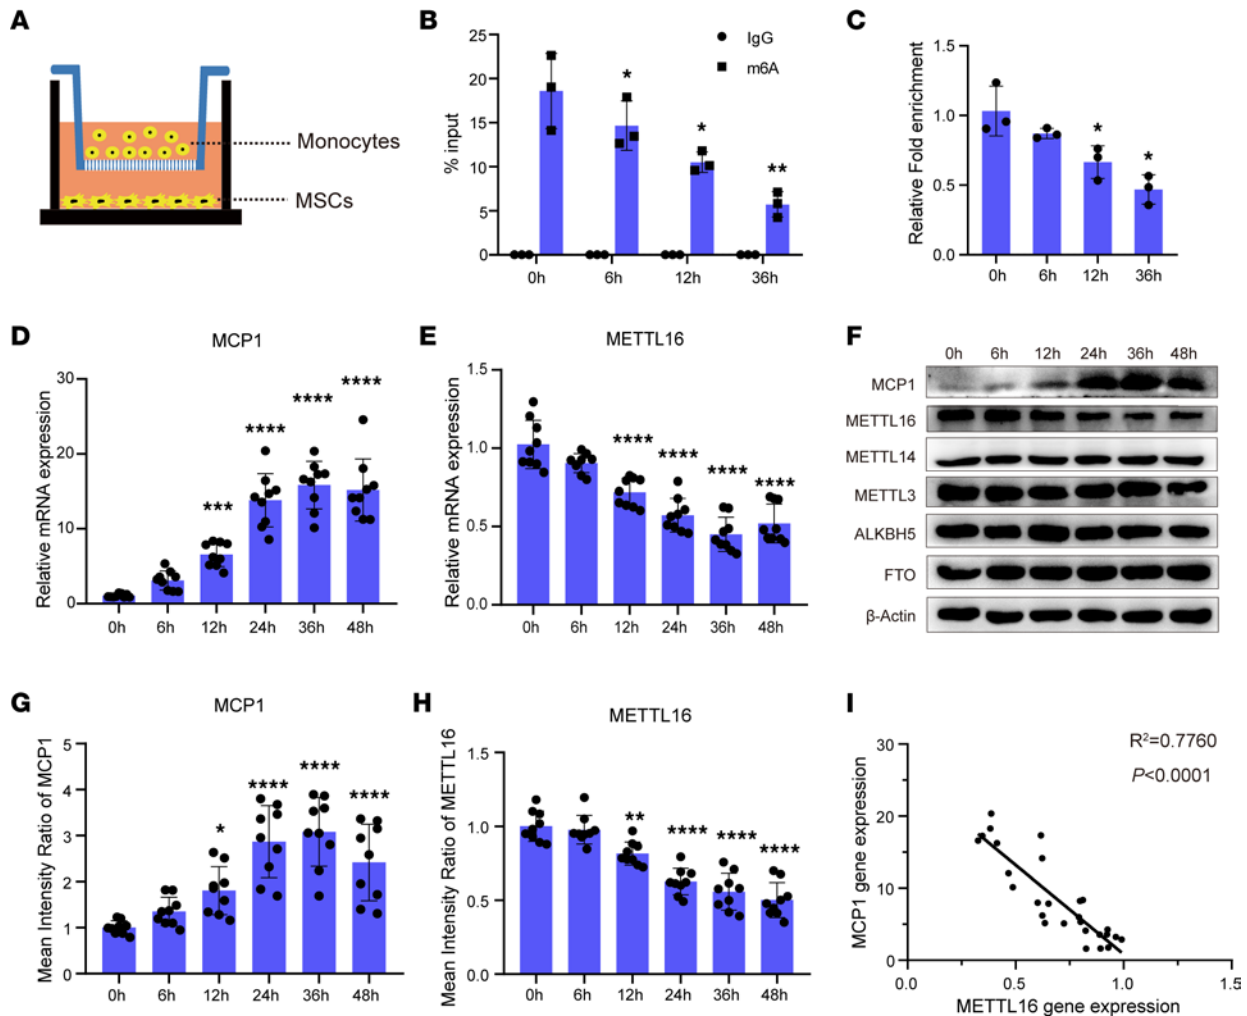 A
Monocytes
MSCs
B
% input
25
20
15
10
5
0
IgG
m6A
*
*
**
0h 6h 12h 36h
C
Relative Fold enrichment
1.5
1.0
0.5
0.0
*
*
0h 6h 12h 36h
D
MCP1
Relative mRNA expression
30
20
10
0
***
****
****
****
0h 6h 12h 24h 36h 48h
E
METTL16
Relative mRNA expression
1.5
1.0
0.5
0.0
****
****
****
****
0h 6h 12h 24h 36h 48h
F
0h 6h 12h 24h 36h 48h
MCP1
METTL16
METTL14
METTL3
ALKBH5
FTO
β-Actin
G
MCP1
Mean Intensity Ratio of MCP1
5
4
3
2
1
0
*
****
****
****
0h 6h 12h 24h 36h 48h
H
METTL16
Mean Intensity Ratio of METTL16
1.5
1.0
0.5
0.0
**
****
****
****
0h 6h 12h 24h 36h 48h
I
MCP1 gene expression
30
20
10
0
R²=0.7760
P<0.0001
0.0 0.5 1.0 1.5
METTL16 gene expression